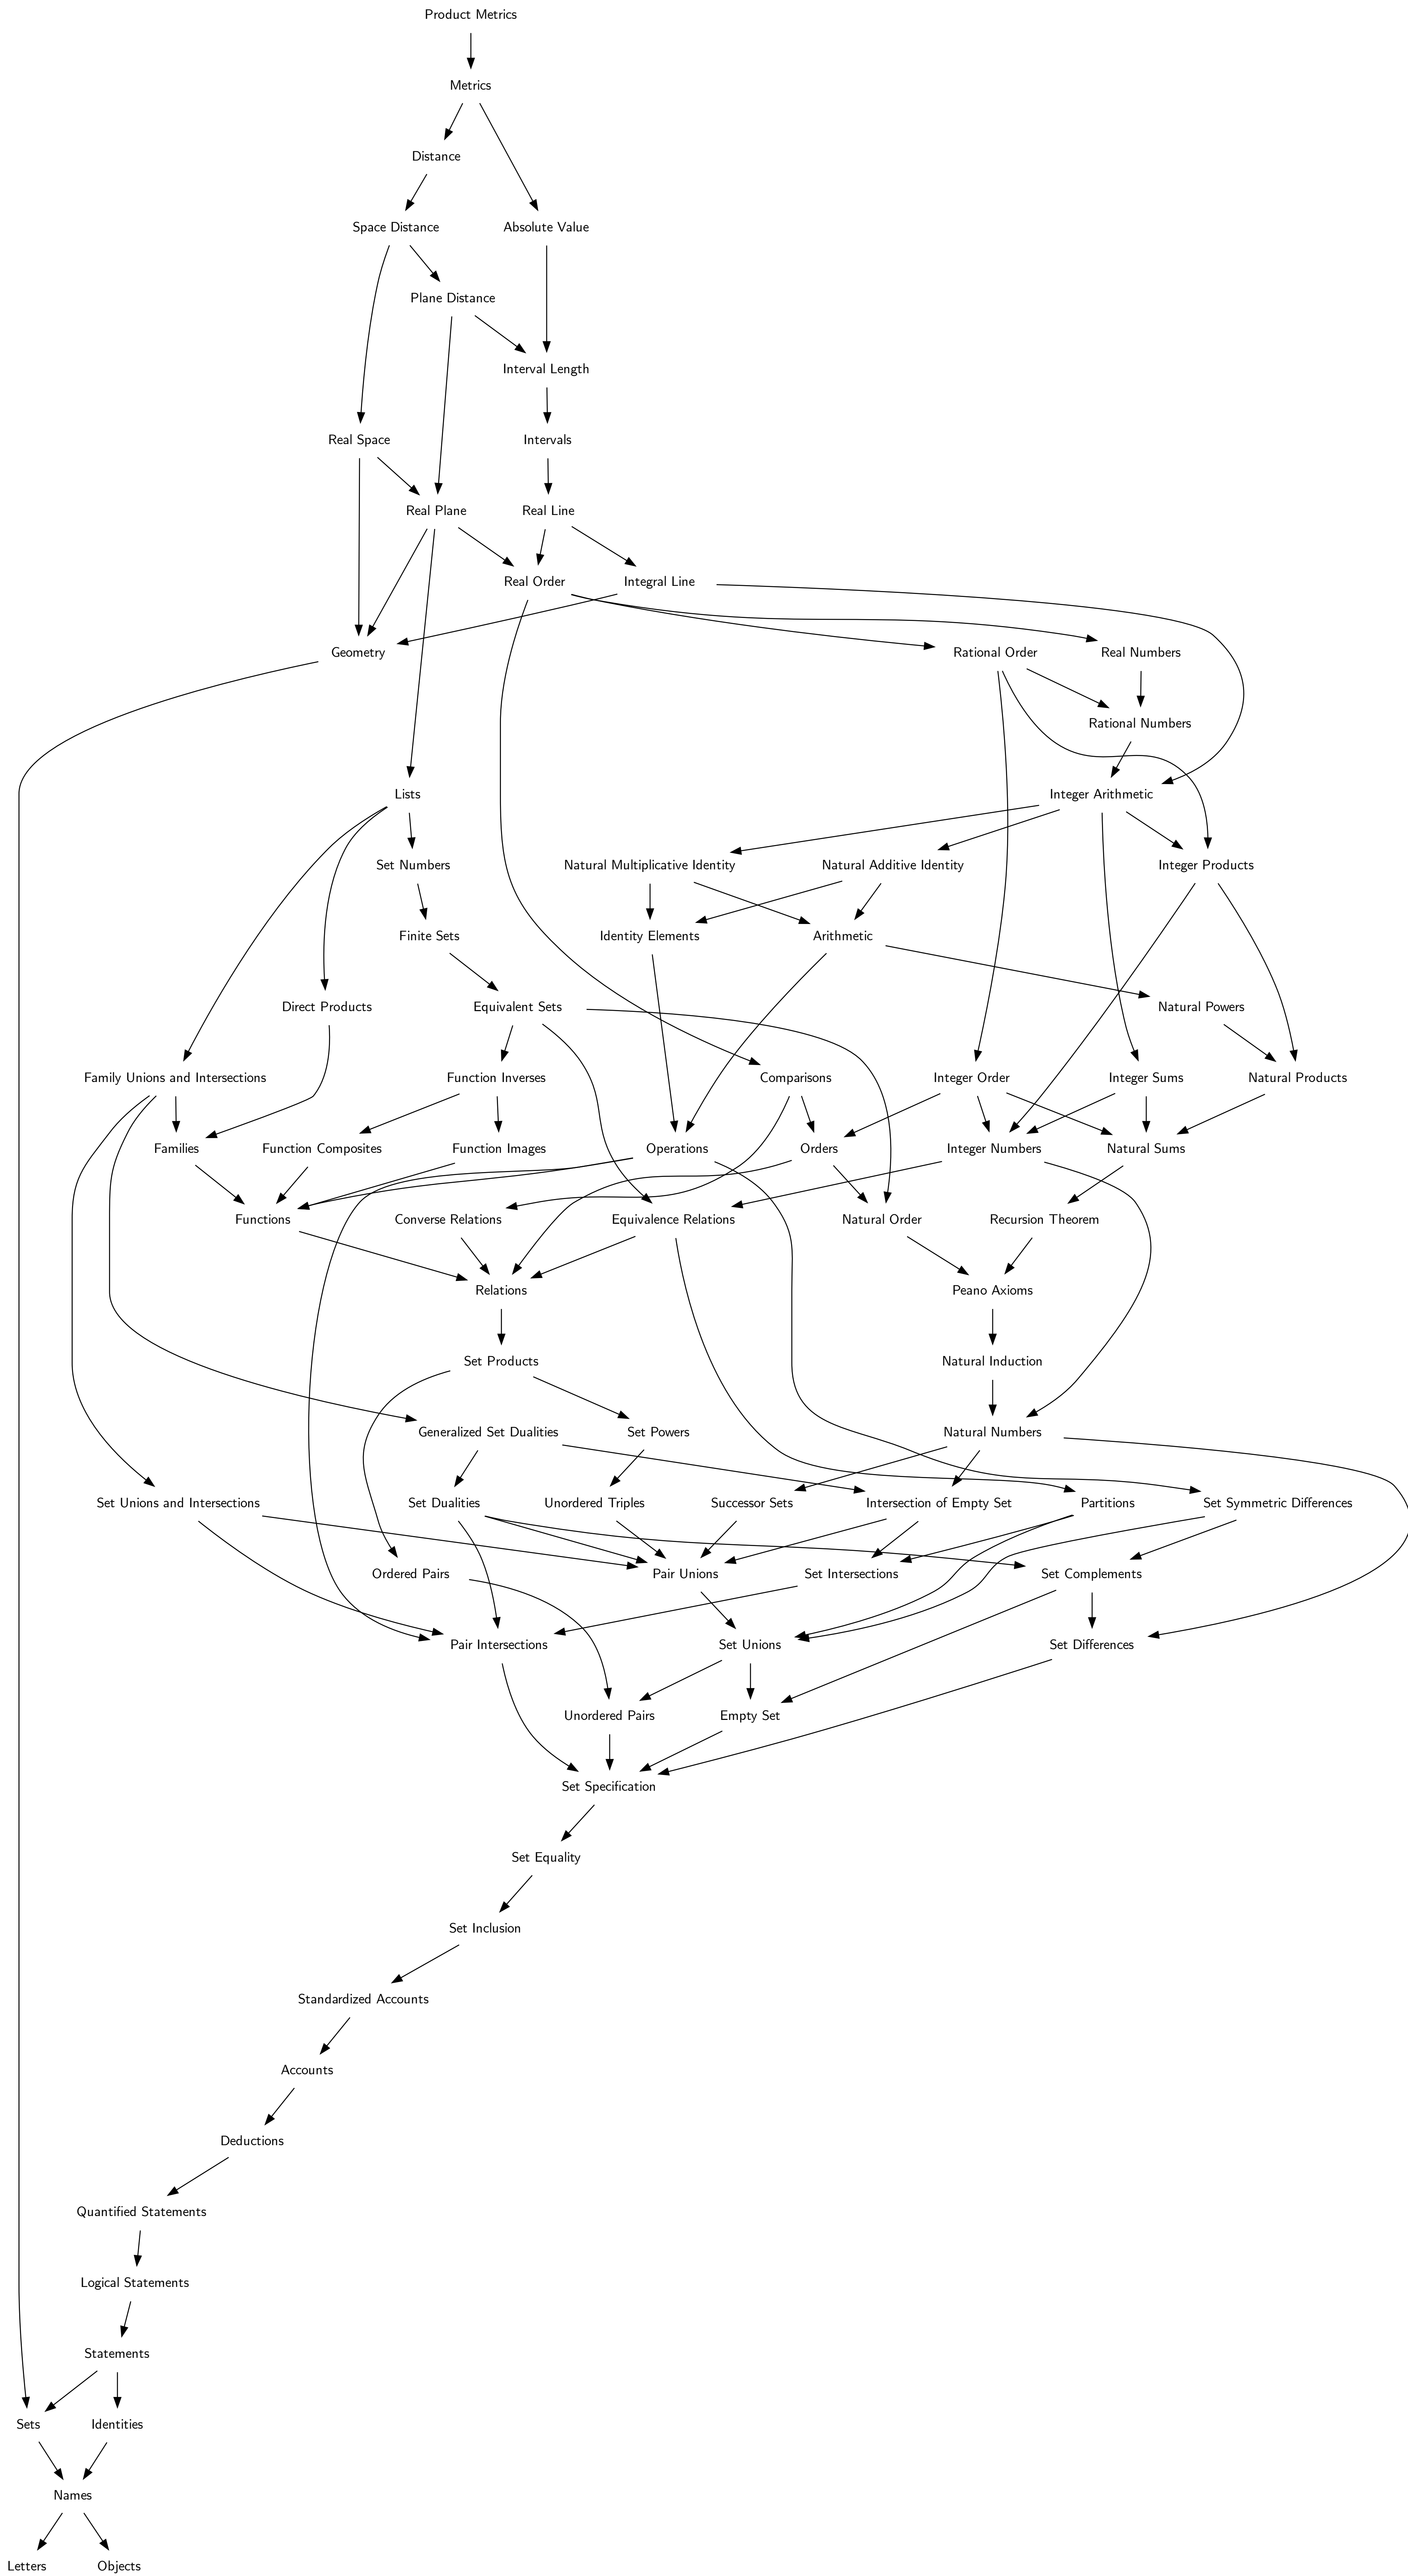 Product Metrics
Metrics
Distance
Space Distance
Absolute Value
Plane Distance
Interval Length
Real Space
Intervals
Real Plane
Real Line
Real Order
Integral Line
Geometry
Rational Order
Real Numbers
Rational Numbers
Lists
Integer Arithmetic
Set Numbers
Natural Multiplicative Identity
Natural Additive Identity
Integer Products
Finite Sets
Identity Elements
Arithmetic
Direct Products
Equivalent Sets
Natural Powers
Family Unions and Intersections
Function Inverses
Comparisons
Integer Order
Integer Sums
Natural Products
Families
Function Composites
Function Images
Operations
Orders
Integer Numbers
Natural Sums
Functions
Converse Relations
Equivalence Relations
Natural Order
Recursion Theorem
Relations
Peano Axioms
Set Products
Natural Induction
Generalized Set Dualities
Set Powers
Natural Numbers
Set Unions and Intersections
Set Dualities
Unordered Triples
Successor Sets
Intersection of Empty Set
Partitions
Set Symmetric Differences
Ordered Pairs
Pair Unions
Set Intersections
Set Complements
Pair Intersections
Set Unions
Set Differences
Unordered Pairs
Empty Set
Set Specification
Set Equality
Set Inclusion
Standardized Accounts
Accounts
Deductions
Quantified Statements
Logical Statements
Statements
Sets
Identities
Names
Letters
Objects